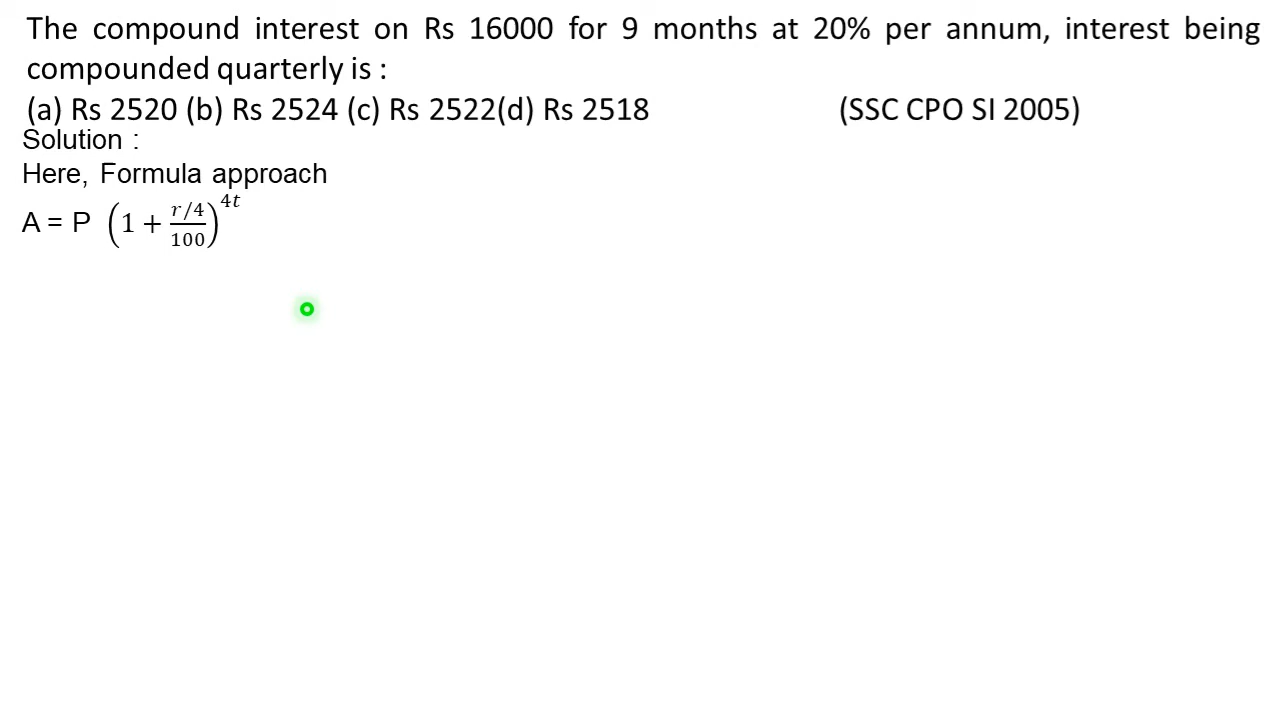 The compound interest on Rs 16000 for 9 months at 20% per annum, interest being
compounded quarterly is :
(a) Rs 2520 (b) Rs 2524 (c) Rs 2522(d) Rs 2518 (SSC CPO SI 2005)
Solution :
Here, Formula approach
A = P (1 + \frac{r/4}{100})^{4t}